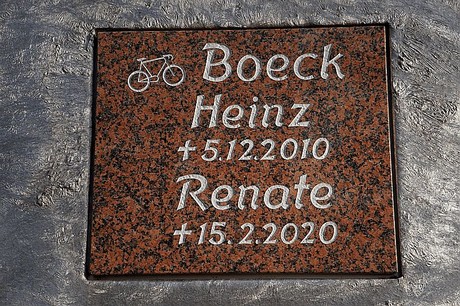 Boeck
Heinz
+5.12.2010
Renate
+15.2.2020